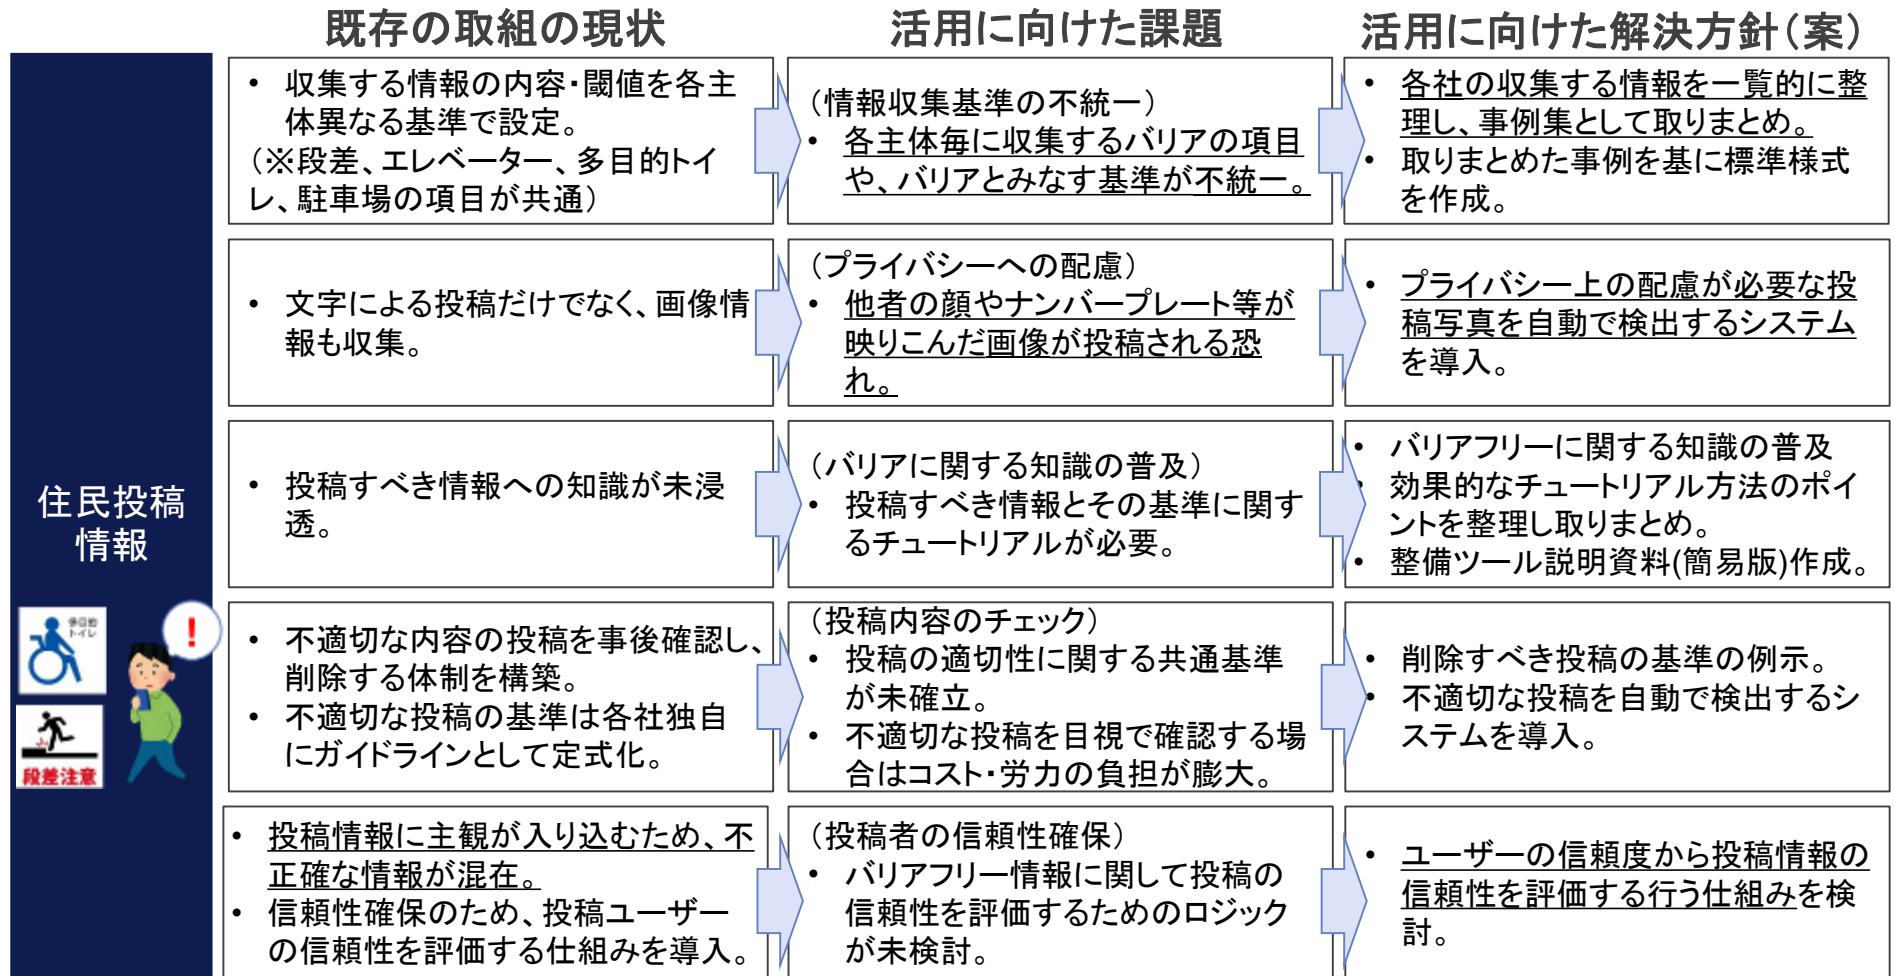 既存の取組の現状
活用に向けた課題
活用に向けた解決方針(案)
住民投稿
情報
多目的
トイレ
!
段差注意
• 収集する情報の内容・閾値を各主
体異なる基準で設定。
(※段差、エレベーター、多目的トイ
レ、駐車場の項目が共通)
(情報収集基準の不統一)
• 各主体毎に収集するバリアの項目
や、バリアとみなす基準が不統一。
• 各社の収集する情報を一覧的に整
理し、事例集として取りまとめ。
• 取りまとめた事例を基に標準様式
を作成。
• 文字による投稿だけでなく、画像情
報も収集。
(プライバシーへの配慮)
• 他者の顔やナンバープレート等が
映りこんだ画像が投稿される恐
れ。
• プライバシー上の配慮が必要な投
稿写真を自動で検出するシステム
を導入。
• 投稿すべき情報への知識が未浸
透。
(バリアに関する知識の普及)
• 投稿すべき情報とその基準に関す
るチュートリアルが必要。
• バリアフリーに関する知識の普及
• 効果的なチュートリアル方法のポイ
ントを整理し取りまとめ。
• 整備ツール説明資料(簡易版)作成。
• 不適切な内容の投稿を事後確認し、
削除する体制を構築。
• 不適切な投稿の基準は各社独自
にガイドラインとして定式化。
(投稿内容のチェック)
• 投稿の適切性に関する共通基準
が未確立。
• 不適切な投稿を目視で確認する場
合はコスト・労力の負担が膨大。
• 削除すべき投稿の基準の例示。
• 不適切な投稿を自動で検出するシ
ステムを導入。
• 投稿情報に主観が入り込むため、不
正確な情報が混在。
• 信頼性確保のため、投稿ユーザー
の信頼性を評価する仕組みを導入。
(投稿者の信頼性確保)
• バリアフリー情報に関して投稿の
信頼性を評価するためのロジック
が未検討。
• ユーザーの信頼度から投稿情報の
信頼性を評価する行う仕組みを検
討。